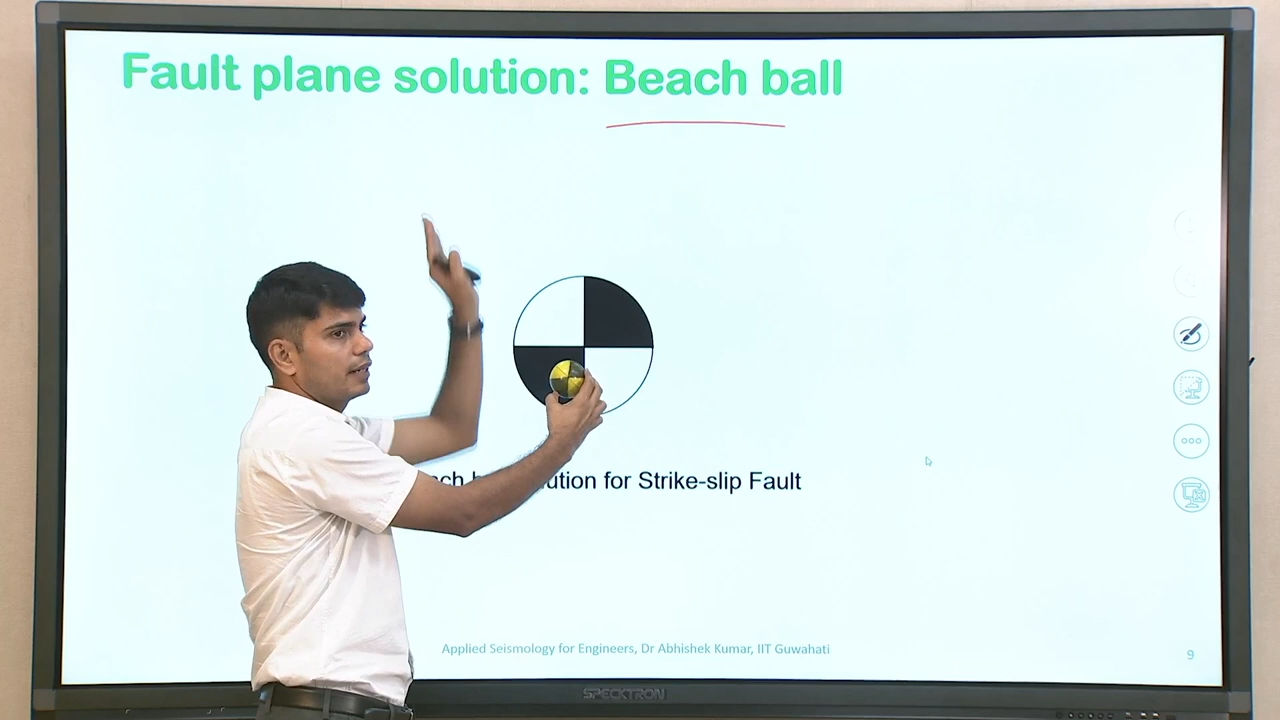 Fault plane solution: Beach ball
ution for Strike-slip Fault
Applied Seismology for Engineers, Dr Abhishek Kumar, IIT Guwahati
9
SPECKTRON